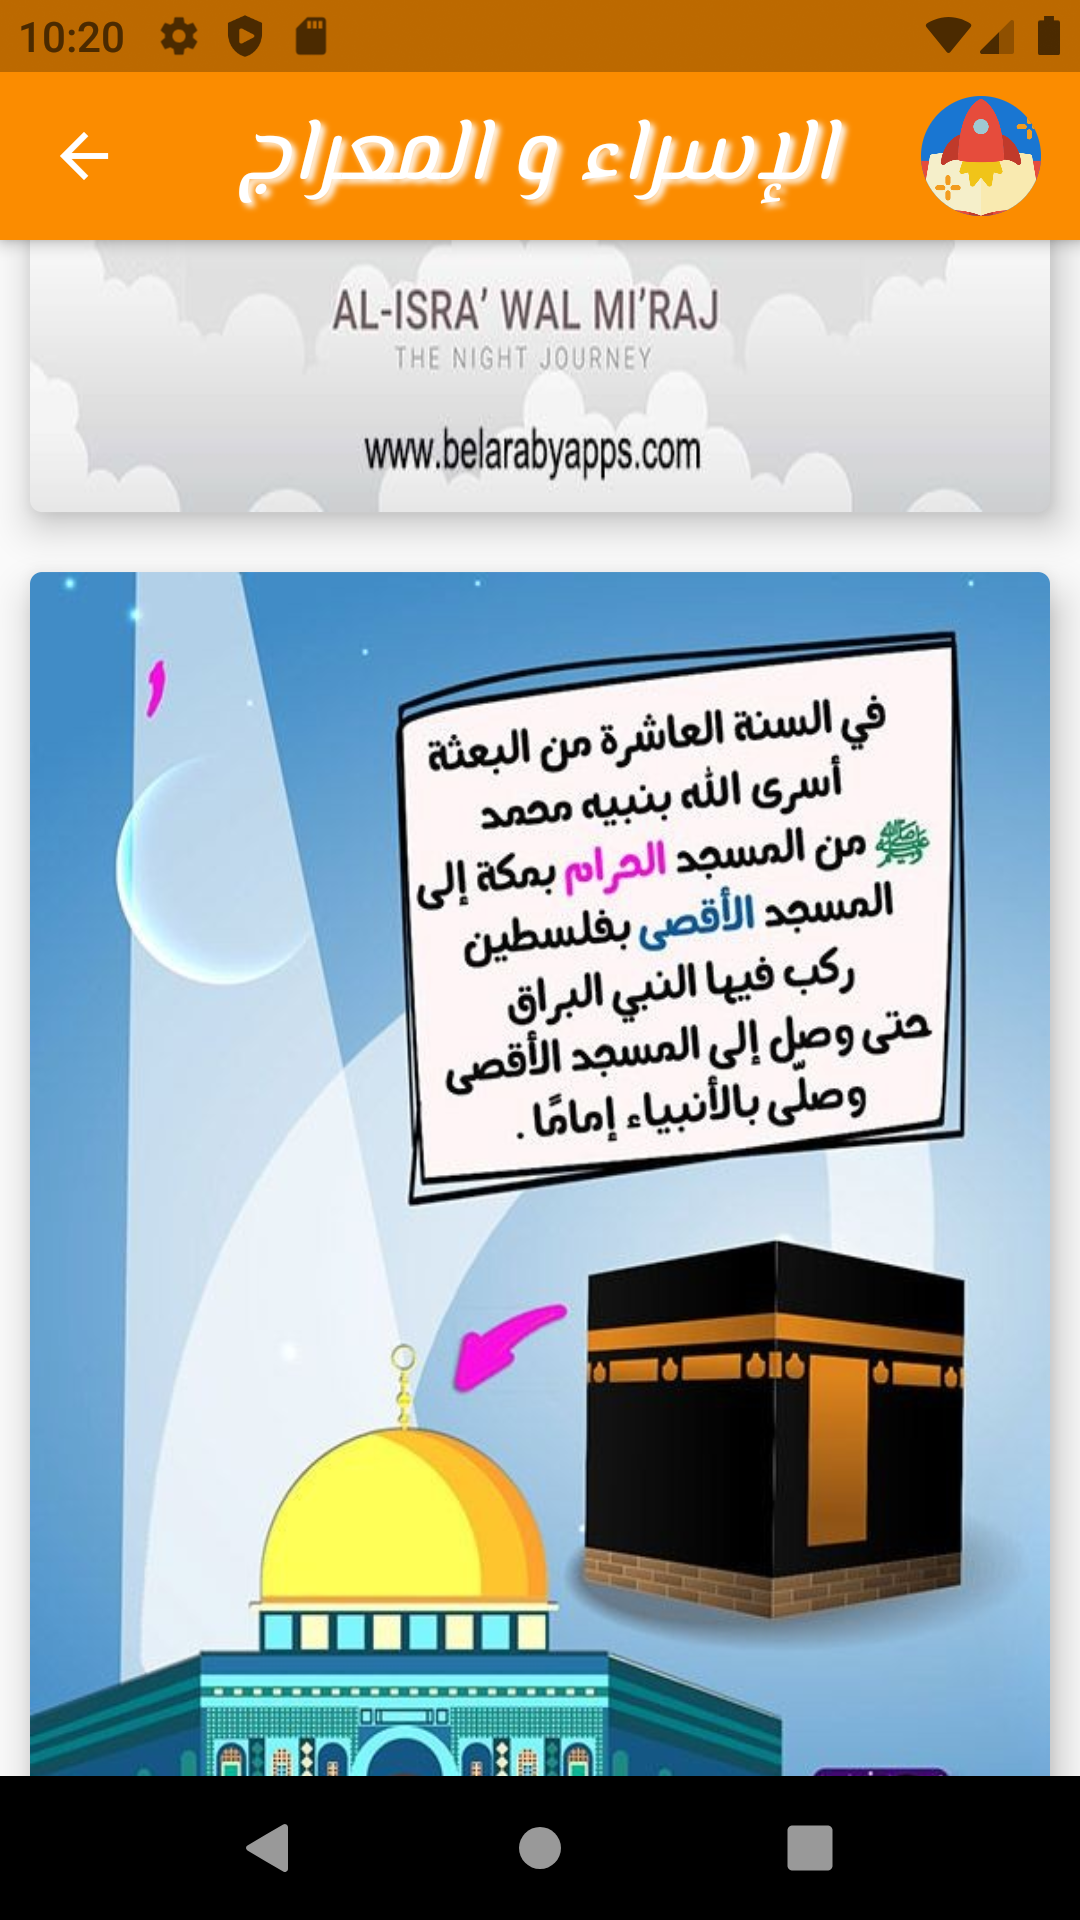 10:20
الإسراء و المعراج
AL-ISRA’ WAL MI’RAJ
THE NIGHT JOURNEY
www.belarabyapps.com
في السنة العاشرة من البعثة
أسرى الله بنبيه محمد
ﷺ من المسجد الحرام بمكة إلى
المسجد الأقصى بفلسطين
ركب فيها النبي البراق
حتى وصل إلى المسجد الأقصى
وصلّى بالأنبياء إمامًا .